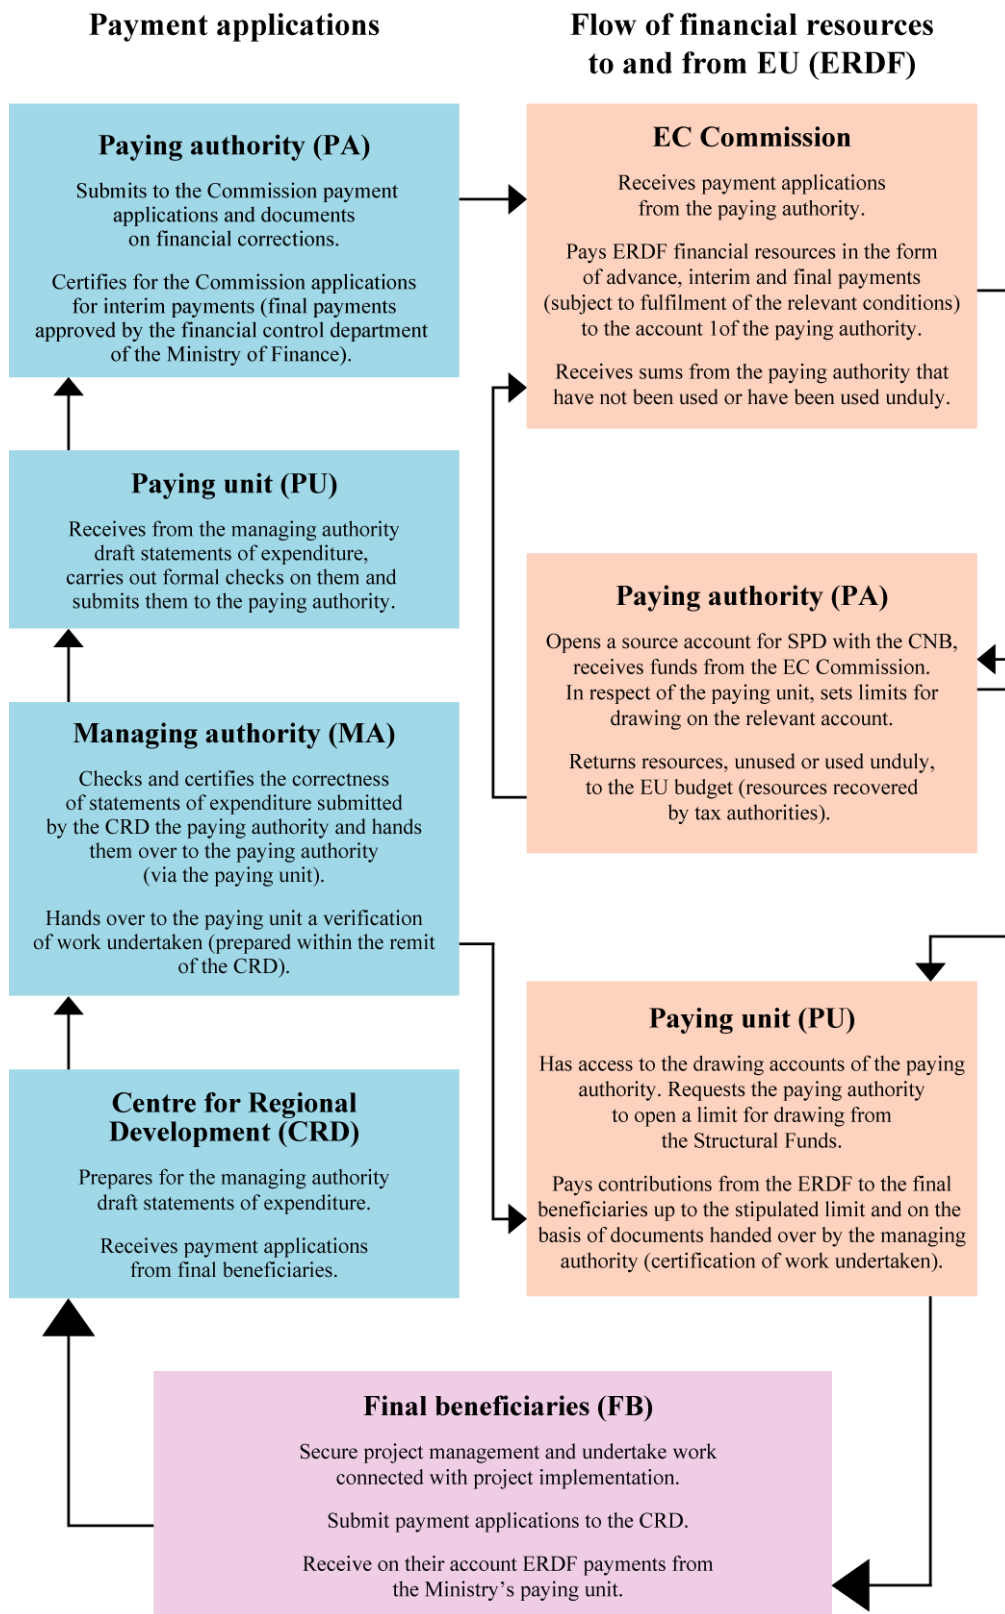 Payment applications
Paying authority (PA)
Submits to the Commission payment
applications and documents
on financial corrections.
Certifies for the Commission applications
for interim payments (final payments
approved by the financial control department
of the Ministry of Finance).
Paying unit (PU)
Receives from the managing authority
draft statements of expenditure,
carries out formal checks on them and
submits them to the paying authority.
Managing authority (MA)
Checks and certifies the correctness
of statements of expenditure submitted
by the CRD the paying authority and hands
them over to the paying authority
(via the paying unit).
Hands over to the paying unit a verification
of work undertaken (prepared within the remit
of the CRD).
Centre for Regional
Development (CRD)
Prepares for the managing authority
draft statements of expenditure.
Receives payment applications
from final beneficiaries.
Flow of financial resources
to and from EU (ERDF)
EC Commission
Receives payment applications
from the paying authority.
Pays ERDF financial resources in the form
of advance, interim and final payments
(subject to fulfilment of the relevant conditions)
to the account 1of the paying authority.
Receives sums from the paying authority that
have not been used or have been used unduly.
Paying authority (PA)
Opens a source account for SPD with the CNB,
receives funds from the EC Commission.
In respect of the paying unit, sets limits for
drawing on the relevant account.
Returns resources, unused or used unduly,
to the EU budget (resources recovered
by tax authorities).
Paying unit (PU)
Has access to the drawing accounts of the paying
authority. Requests the paying authority
to open a limit for drawing from
the Structural Funds.
Pays contributions from the ERDF to the final
beneficiaries up to the stipulated limit and on the
basis of documents handed over by the managing
authority (certification of work undertaken).
Final beneficiaries (FB)
Secure project management and undertake work
connected with project implementation.
Submit payment applications to the CRD.
Receive on their account ERDF payments from
the Ministry's paying unit.